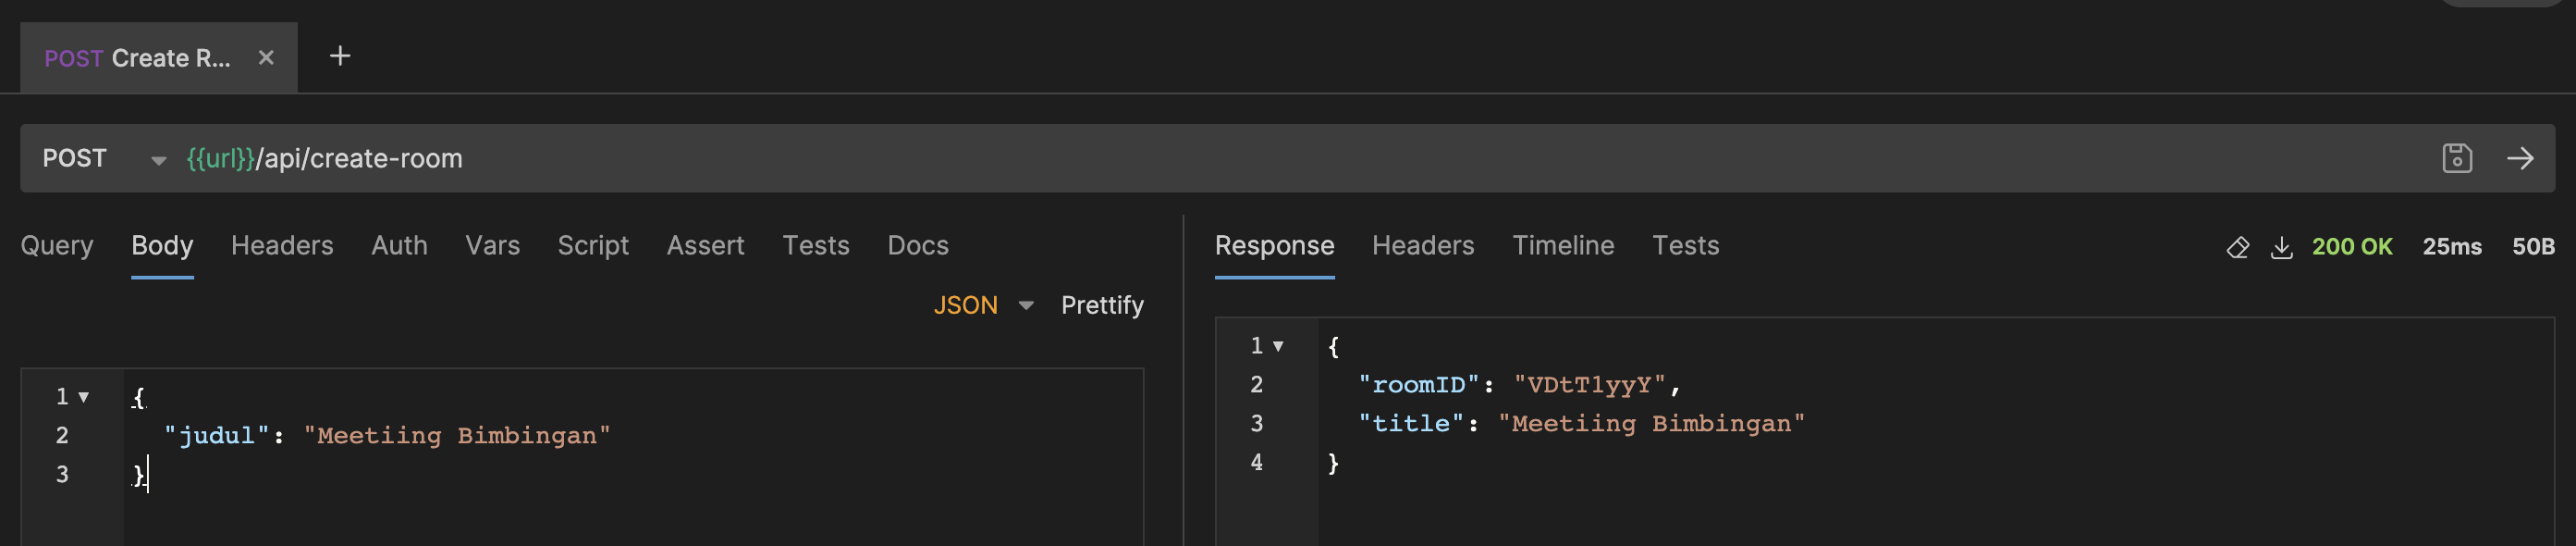 POST Create R... × +
POST {{url}}/api/create-room
Query Body Headers Auth Vars Script Assert Tests Docs
JSON Prettify
1 {
2 "judul": "Meetiing Bimbingan"
3 }
Response Headers Timeline Tests 200 OK 25ms 50B
1 {
2 "roomID": "VDtT1yyY",
3 "title": "Meetiing Bimbingan"
4 }